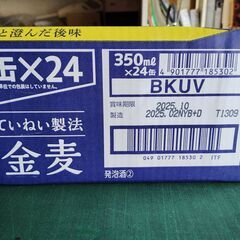 と澄んだ後味
缶×24
350ml
×24缶
4 901777 185302
BKUV
賞味期限
2025.10
製造
2025.02NYB+D T1309
ていねい製法
金麦
049 01777 18530 2 ITF
発泡酒②